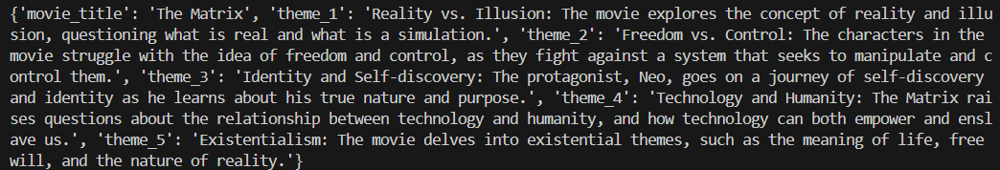 {'movie_title': 'The Matrix', 'theme_1': 'Reality vs. Illusion: The movie explores the concept of reality and illu
sion, questioning what is real and what is a simulation.', 'theme_2': 'Freedom vs. Control: The characters in the
movie struggle with the idea of freedom and control, as they fight against a system that seeks to manipulate and c
ontrol them.', 'theme_3': 'Identity and Self-discovery: The protagonist, Neo, goes on a journey of self-discovery
and identity as he learns about his true nature and purpose.', 'theme_4': 'Technology and Humanity: The Matrix rai
ses questions about the relationship between technology and humanity, and how technology can both empower and ensl
ave us.', 'theme_5': 'Existentialism: The movie delves into existential themes, such as the meaning of life, free
will, and the nature of reality.'}